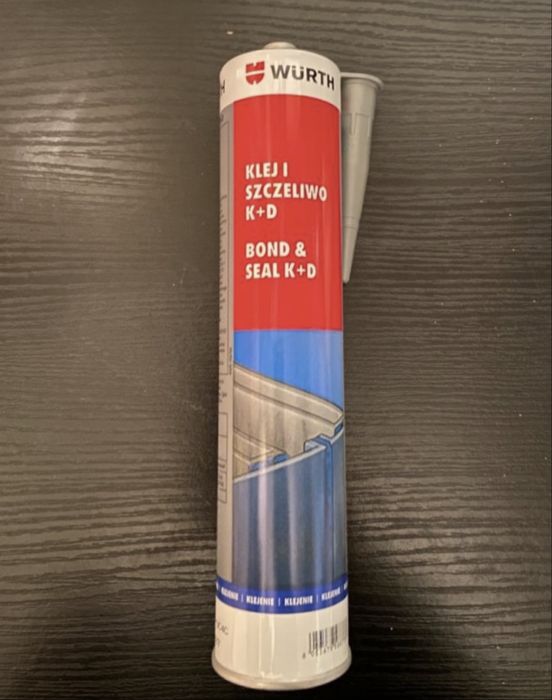 WÜRTH
KLEJ I
SZCZELIWO
K+D
BOND &
SEAL K+D
KLEJENIE | KLEJENIE | KLEJENIE